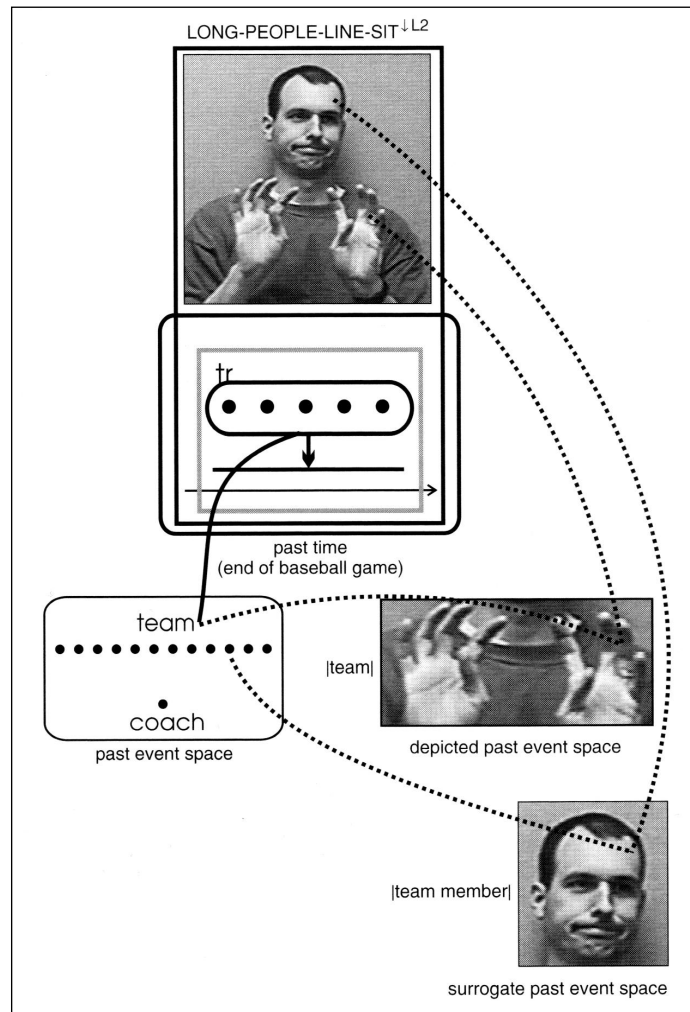 LONG-PEOPLE-LINE-SIT↓L2
tr
past time
(end of baseball game)
team
coach
past event space
|team|
depicted past event space
|team member|
surrogate past event space